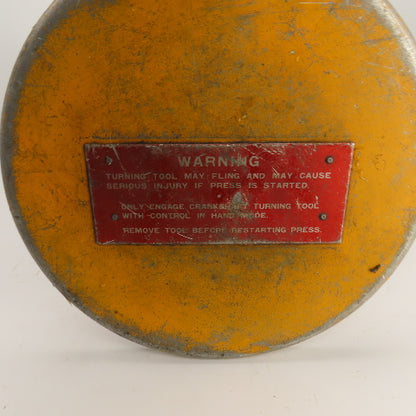 WARNING
TURNING TOOL MAY FLING AND MAY CAUSE
SERIOUS INJURY IF PRESS IS STARTED.
ONLY ENGAGE CRANKSHAFT TURNING TOOL
WITH CONTROL IN HAND MODE.
REMOVE TOOL BEFORE RESTARTING PRESS.